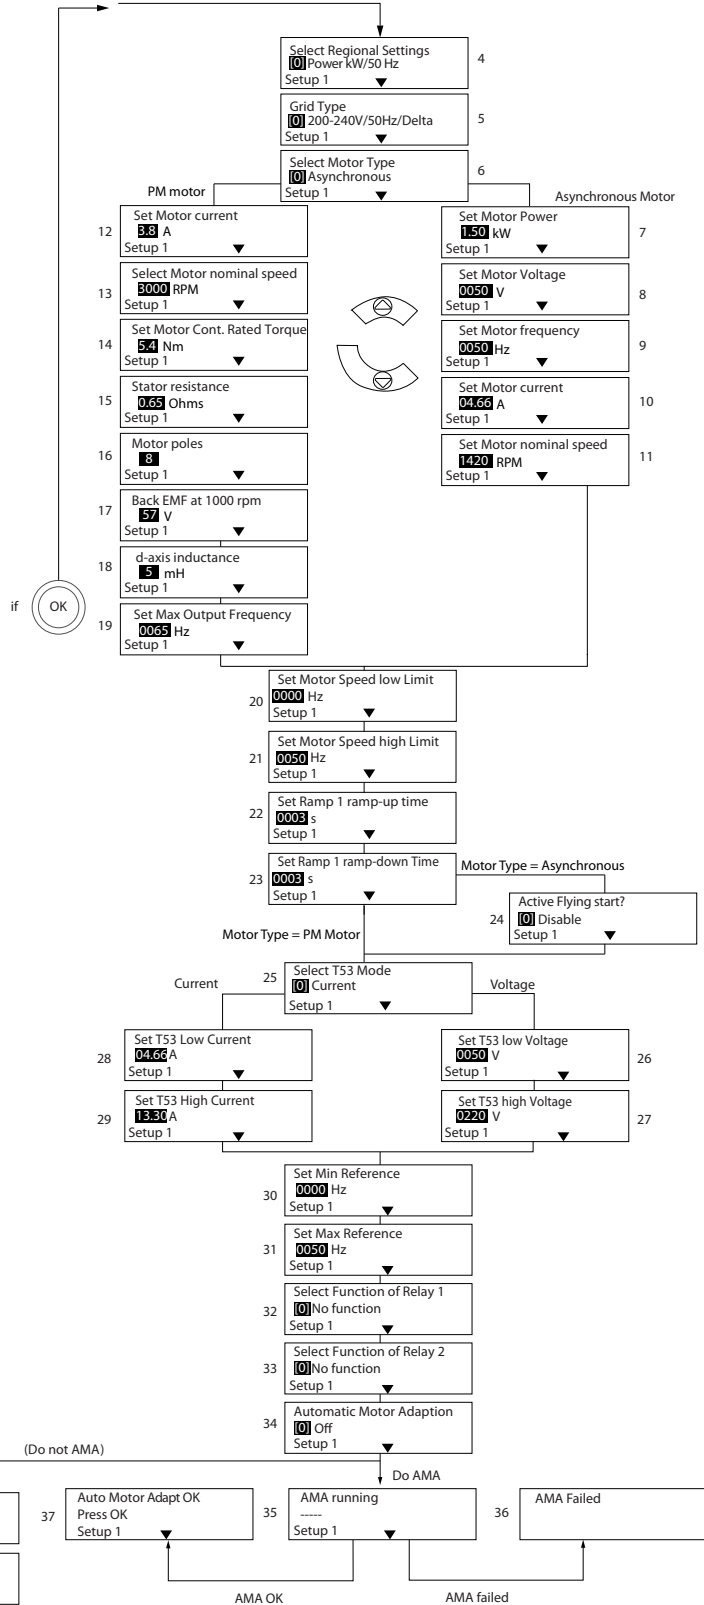 Select Regional Settings
[0] Power kW/50 Hz
Setup 1
4
Grid Type
[0] 200-240V/50Hz/Delta
Setup 1
5
Select Motor Type
[0] Asynchronous
Setup 1
6
PM motor
Asynchronous Motor
12
Set Motor current
3.8 A
Setup 1
13
Select Motor nominal speed
3000 RPM
Setup 1
14
Set Motor Cont. Rated Torque
5.4 Nm
Setup 1
15
Stator resistance
0.65 Ohms
Setup 1
16
Motor poles
8
Setup 1
17
Back EMF at 1000 rpm
57 V
Setup 1
18
d-axis inductance
5 mH
Setup 1
19
Set Max Output Frequency
0065 Hz
Setup 1
if
OK
Set Motor Power
1.50 kW
Setup 1
7
Set Motor Voltage
0050 V
Setup 1
8
Set Motor frequency
0050 Hz
Setup 1
9
Set Motor current
04.66 A
Setup 1
10
Set Motor nominal speed
1420 RPM
Setup 1
11
20
Set Motor Speed low Limit
0000 Hz
Setup 1
21
Set Motor Speed high Limit
0050 Hz
Setup 1
22
Set Ramp 1 ramp-up time
0003 s
Setup 1
23
Set Ramp 1 ramp-down Time
0003 s
Setup 1
Motor Type = Asynchronous
24
Active Flying start?
[0] Disable
Setup 1
Motor Type = PM Motor
25
Select T53 Mode
[0] Current
Setup 1
Current
Voltage
28
Set T53 Low Current
04.66 A
Setup 1
29
Set T53 High Current
13.30 A
Setup 1
Set T53 low Voltage
0050 V
Setup 1
26
Set T53 high Voltage
0220 V
Setup 1
27
30
Set Min Reference
0000 Hz
Setup 1
31
Set Max Reference
0050 Hz
Setup 1
32
Select Function of Relay 1
[0] No function
Setup 1
33
Select Function of Relay 2
[0] No function
Setup 1
34
Automatic Motor Adaption
[0] Off
Setup 1
(Do not AMA)
Do AMA
37
Auto Motor Adapt OK
Press OK
Setup 1
35
AMA running
-----
Setup 1
36
AMA Failed
AMA OK
AMA failed